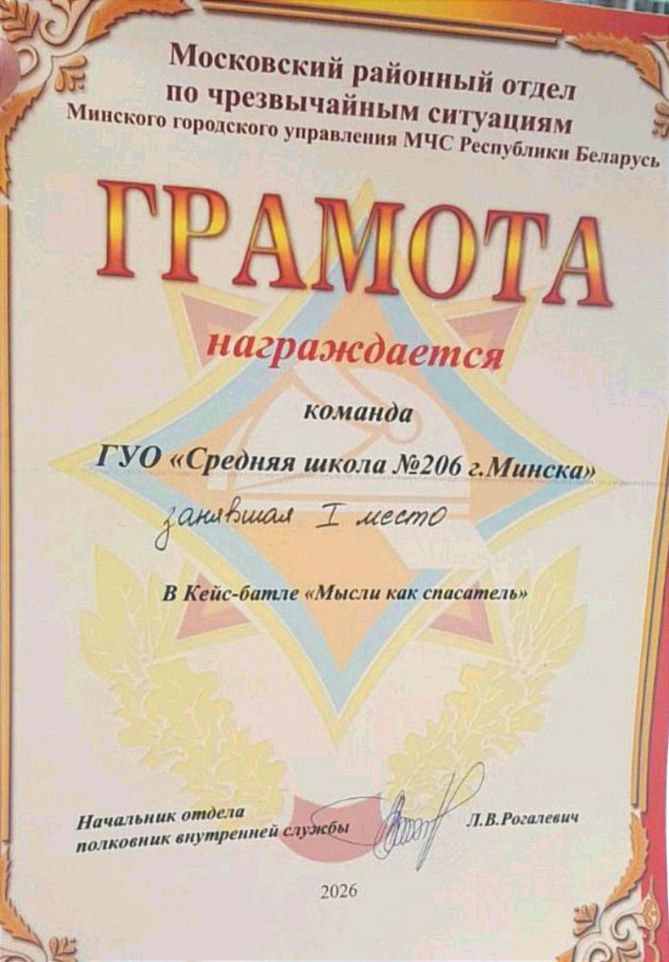 Московский районный отдел
по чрезвычайным ситуациям
Минского городского управления МЧС Республики Беларусь
ГРАМОТА
награждается
команда
ГУО «Средняя школа №206 г.Минска»
занявшая I место
В Кейс-батле «Мысли как спасатель»
Начальник отдела
полковник внутренней службы Л.В.Рогалевич
2026